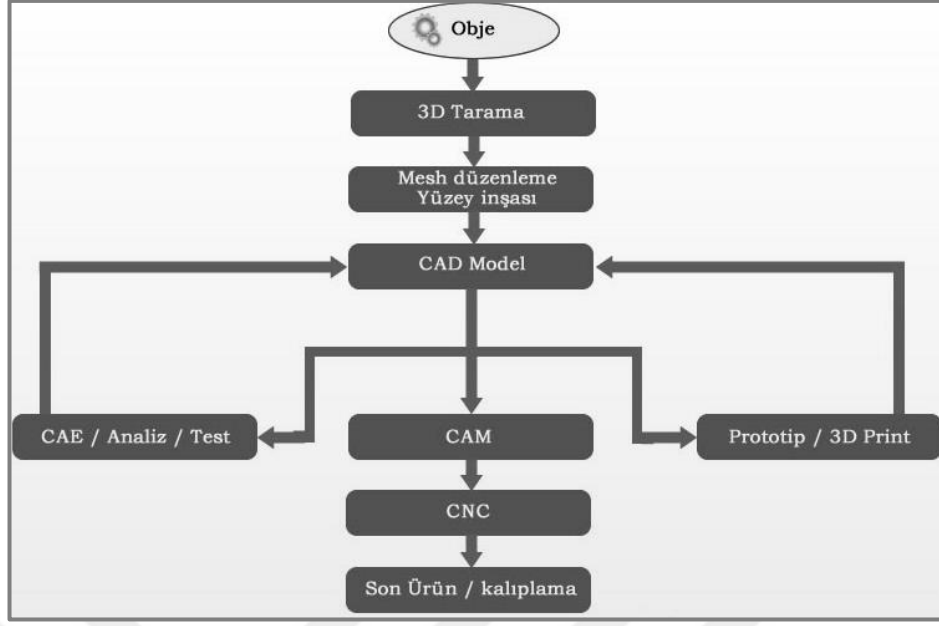 Obje
3D Tarama
Mesh düzenleme
Yüzey inşası
CAD Model
CAE / Analiz / Test
CAM
Prototip / 3D Print
CNC
Son Ürün / kalıplama